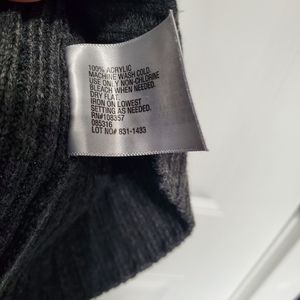 100% ACRYLIC
MACHINE WASH COLD.
USE ONLY NON-CHLORINE
BLEACH WHEN NEEDED.
DRY FLAT.
IRON ON LOWEST
SETTING AS NEEDED.
RN#108357
085316
LOT NO# 831-1433